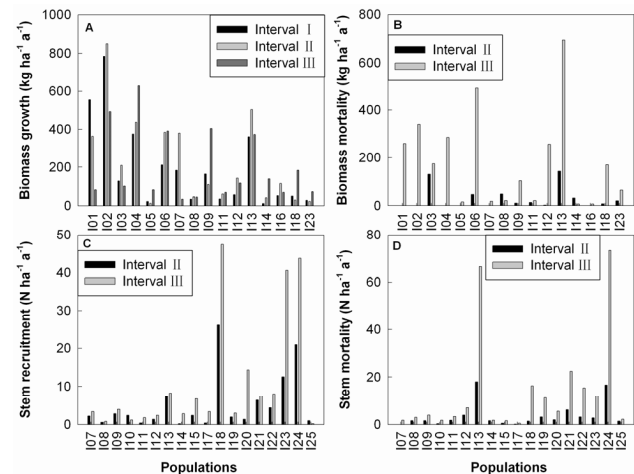 A
Interval I
Interval II
Interval III
Biomass growth (kg ha⁻¹ a⁻¹)
1000
800
600
400
200
0
I01 I02 I03 I04 I05 I06 I07 I08 I09 I11 I12 I13 I14 I16 I18 I23
B
Interval II
Interval III
Biomass mortality (kg ha⁻¹ a⁻¹)
800
600
400
200
0
I01 I02 I03 I04 I05 I06 I07 I08 I09 I11 I12 I13 I14 I16 I18 I23
C
Interval II
Interval III
Stem recruitment (N ha⁻¹ a⁻¹)
50
40
30
20
10
0
I07 I08 I09 I10 I11 I12 I13 I14 I15 I17 I18 I19 I20 I21 I22 I23 I24 I25
Populations
D
Interval II
Interval III
Stem mortality (N ha⁻¹ a⁻¹)
80
60
40
20
0
I07 I08 I09 I10 I11 I12 I13 I14 I15 I17 I18 I19 I20 I21 I22 I23 I24 I25
Populations